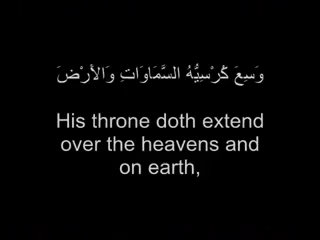 وَسِعَ كُرْسِيُّهُ السَّمَاوَاتِ وَالأَرْضَ
His throne doth extend
over the heavens and
on earth,